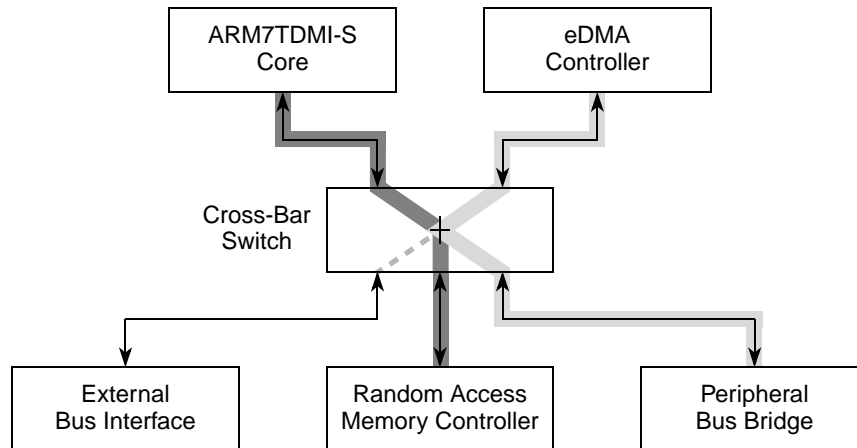 ARM7TDMI-S
Core
eDMA
Controller
Cross-Bar
Switch
External
Bus Interface
Random Access
Memory Controller
Peripheral
Bus Bridge